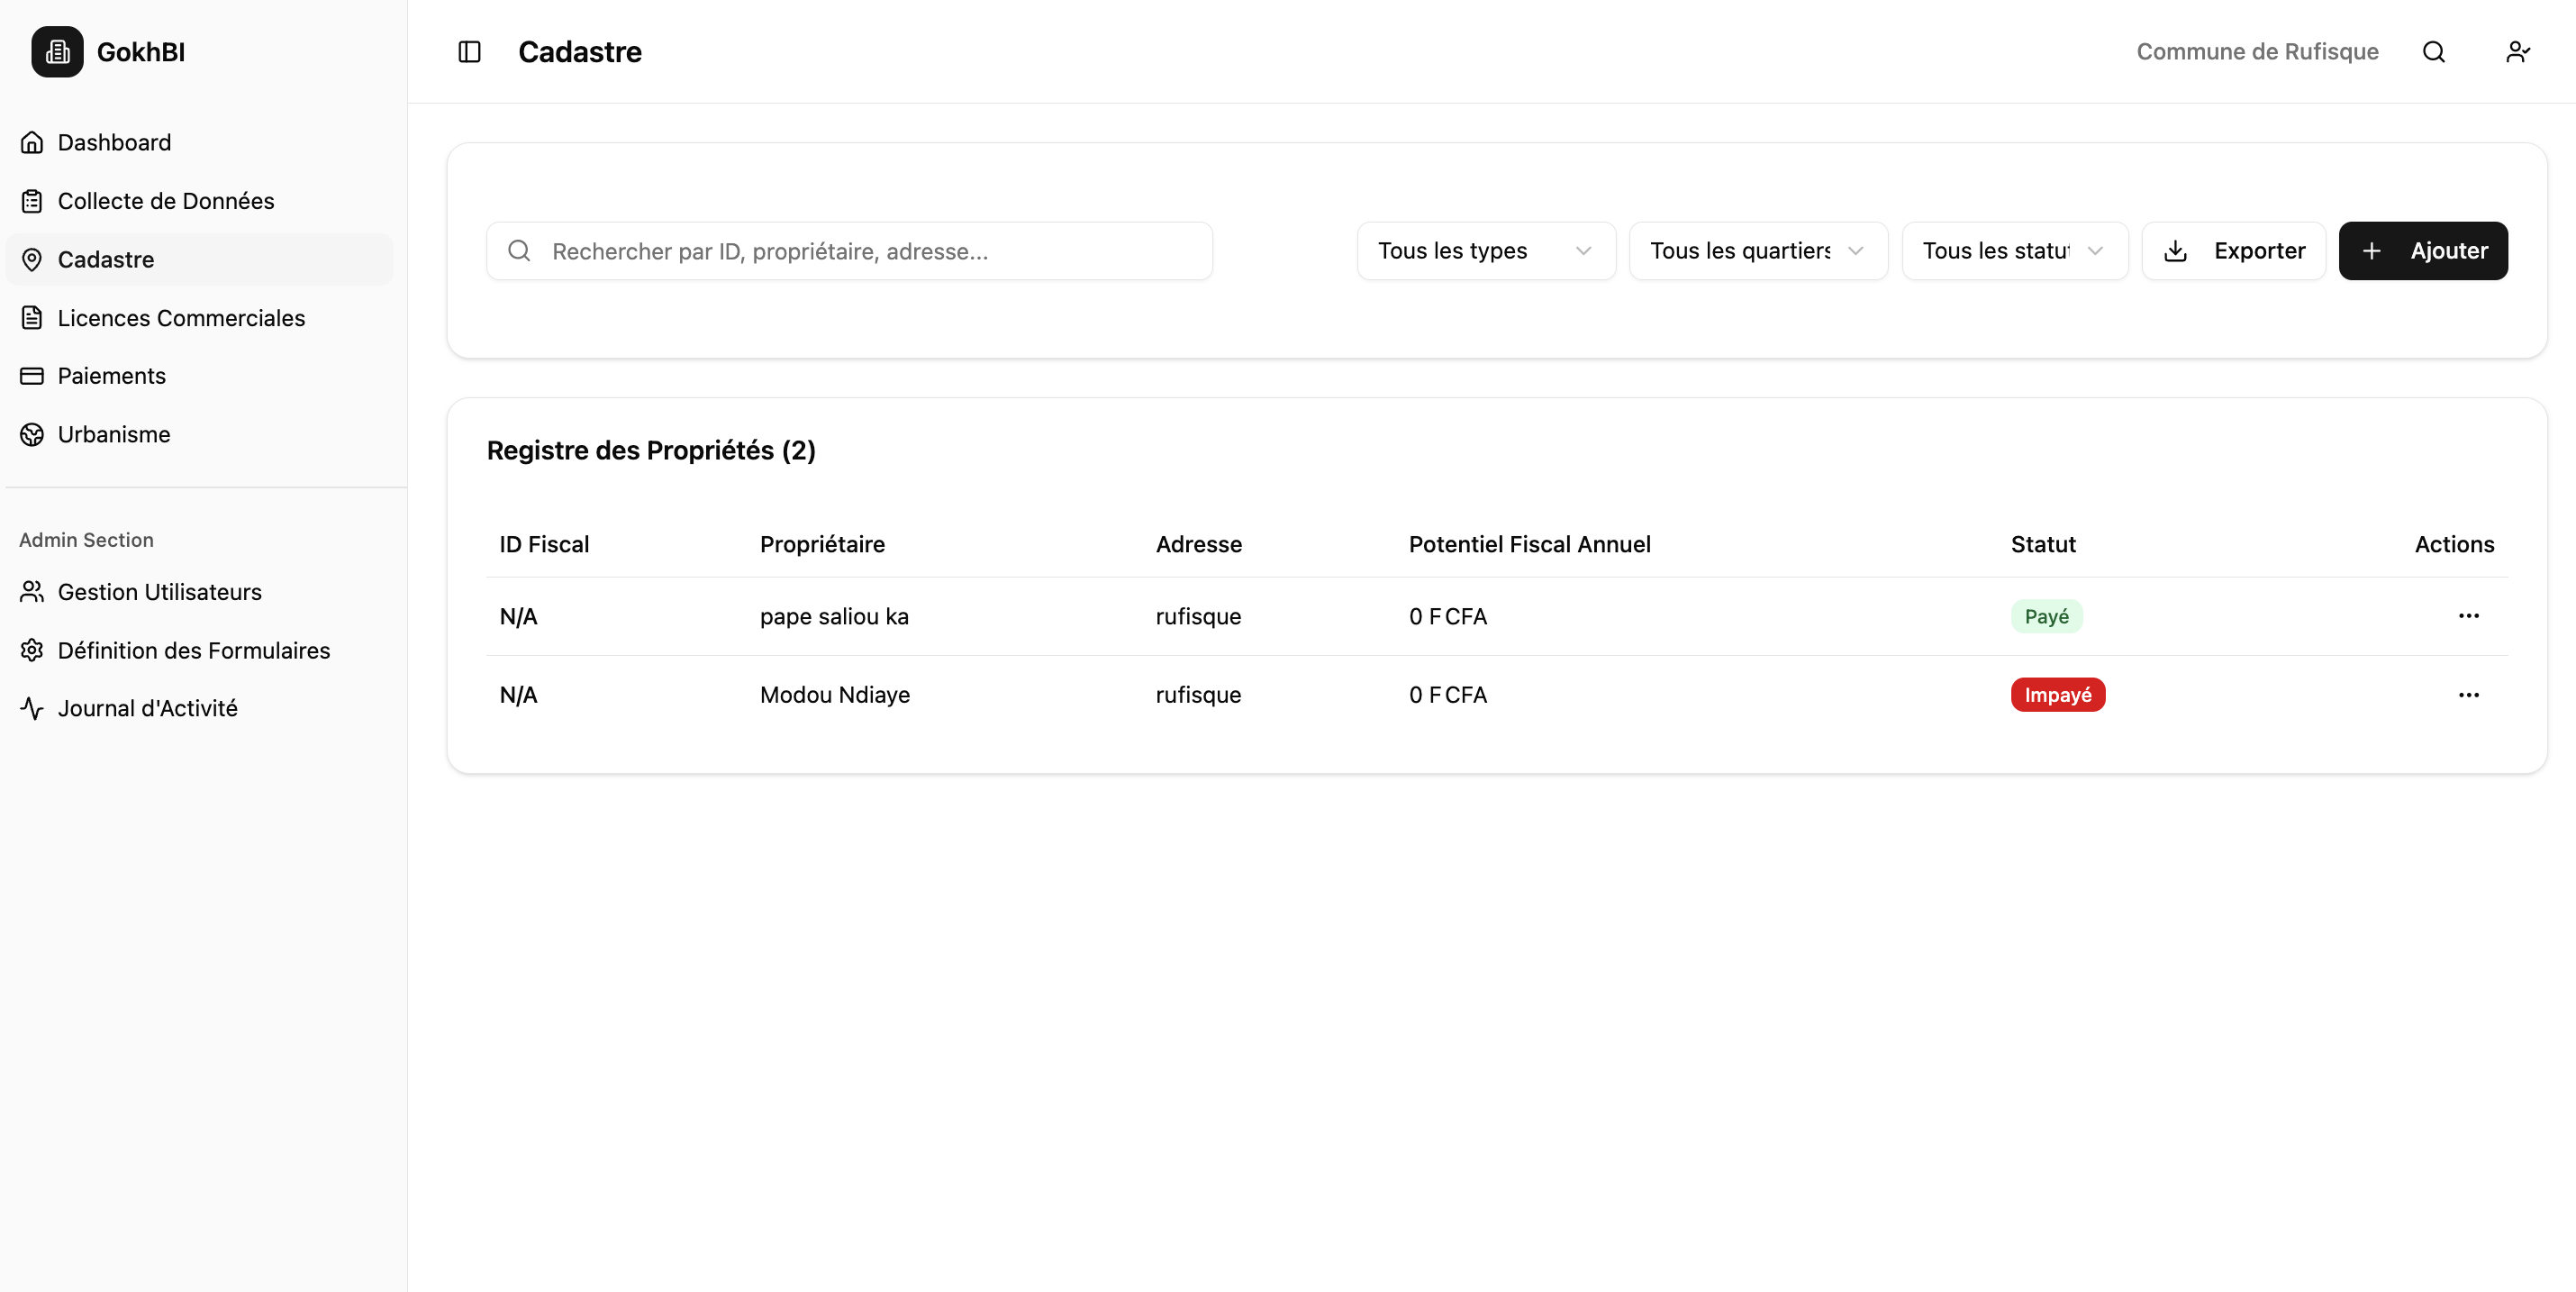 GokhBI
Cadastre
Commune de Rufisque
Dashboard
Collecte de Données
Cadastre
Licences Commerciales
Paiements
Urbanisme
Admin Section
Gestion Utilisateurs
Définition des Formulaires
Journal d'Activité
Rechercher par ID, propriétaire, adresse...
Tous les types
Tous les quartiers
Tous les statut
Exporter
Ajouter
Registre des Propriétés (2)
ID Fiscal Propriétaire Adresse Potentiel Fiscal Annuel Statut Actions
N/A pape saliou ka rufisque 0 F CFA Payé
N/A Modou Ndiaye rufisque 0 F CFA Impayé